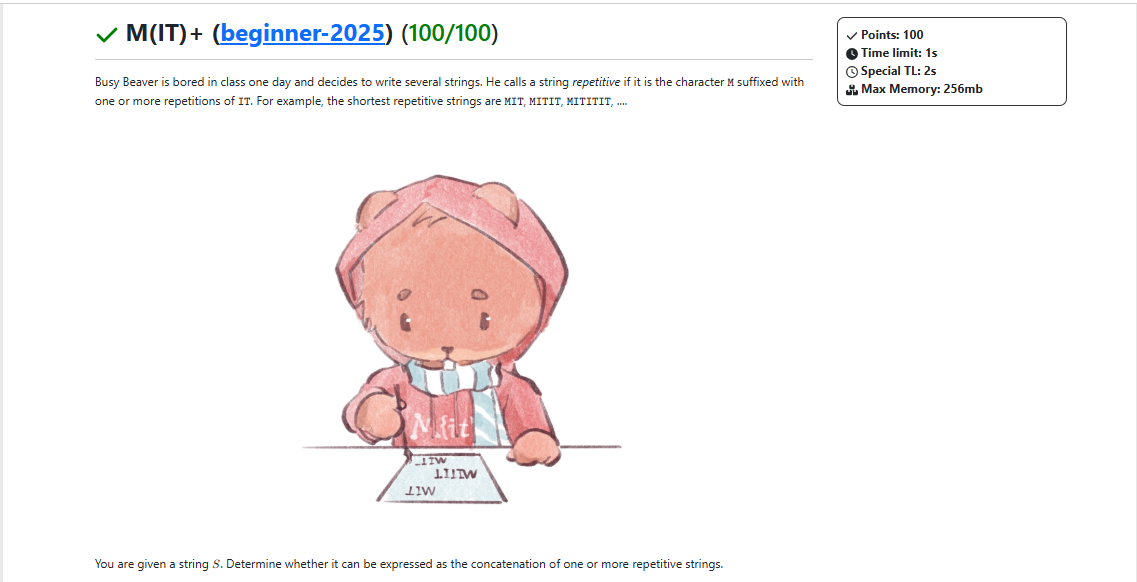 M(IT)+ (beginner-2025) (100/100)
Points: 100
Time limit: 1s
Special TL: 2s
Max Memory: 256mb
Busy Beaver is bored in class one day and decides to write several strings. He calls a string repetitive if it is the character M suffixed with
one or more repetitions of IT. For example, the shortest repetitive strings are MIT, MITIT, MITITIT, ....
M{it}
MIT
MITIT
MIT
You are given a string S. Determine whether it can be expressed as the concatenation of one or more repetitive strings.